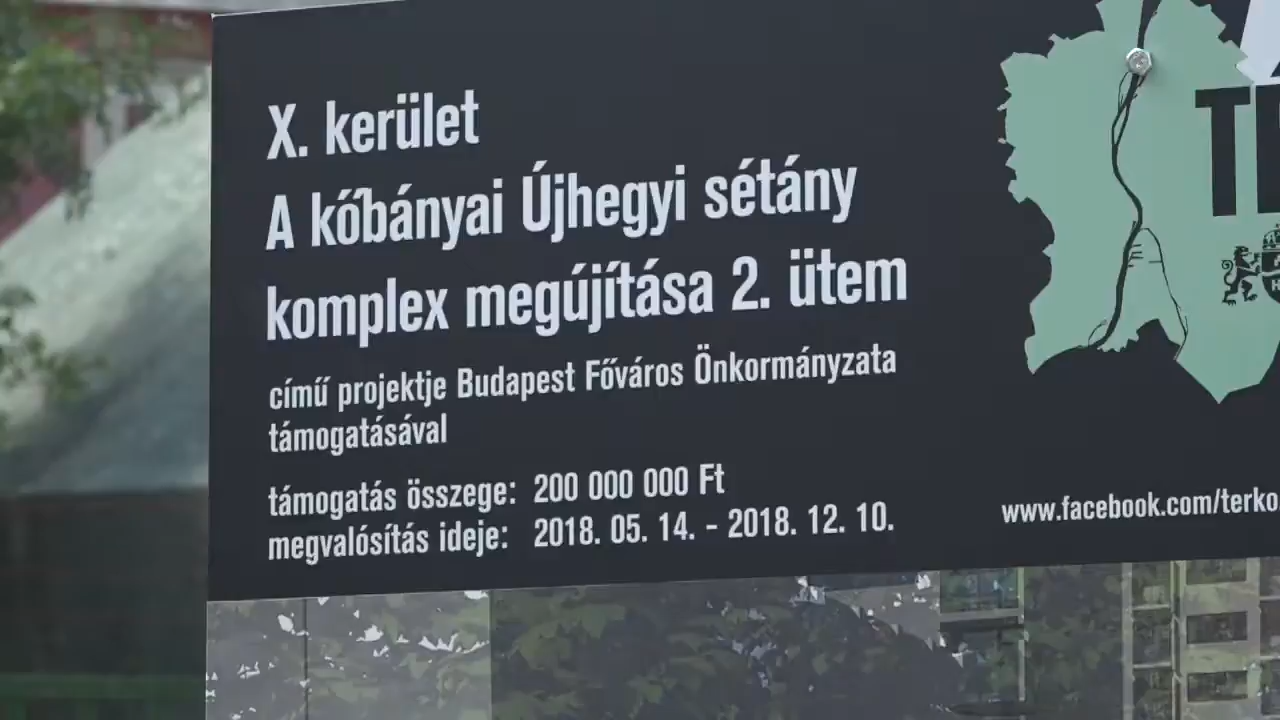 X. kerület
A kőbányai Újhegyi sétány
komplex megújítása 2. ütem
című projektje Budapest Főváros Önkormányzata
támogatásával
támogatás összege: 200 000 000 Ft
megvalósítás ideje: 2018. 05. 14. - 2018. 12. 10.
www.facebook.com/terko